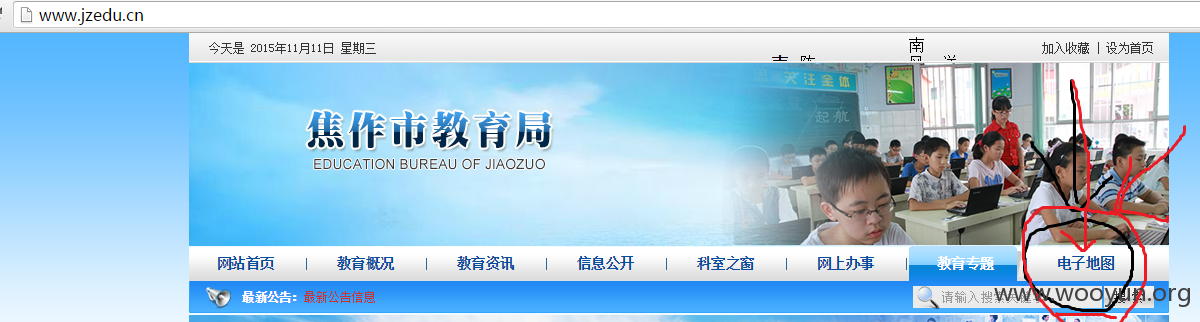 www.jzedu.cn
今天是 2015年11月11日 星期三
南
加入收藏 | 设为首页
关注全体
起航
焦作市教育局
EDUCATION BUREAU OF JIAOZUO
网站首页 教育概况 教育资讯 信息公开 科室之窗 网上办事 教育专题 电子地图
最新公告: 最新公告信息
请输入搜索
www.wooyun.org